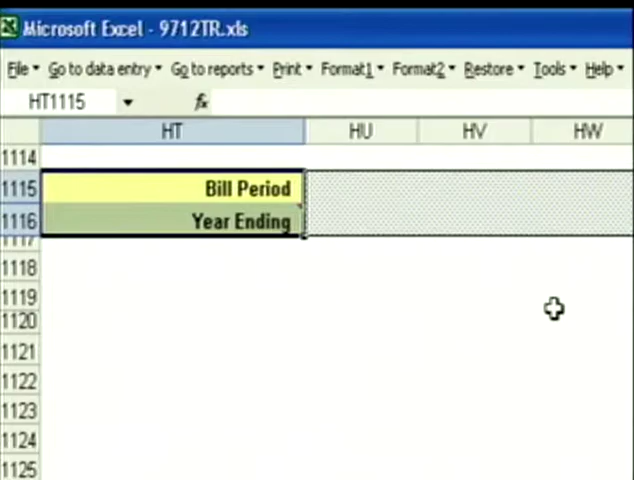 Microsoft Excel - 9712TR.xls
File Go to data entry Go to reports Print Format1 Format2 Restore Tools Help
HT1115 fx
HT HU HV HW
1114
1115 Bill Period
1116 Year Ending
1117
1118
1119
1120
1121
1122
1123
1124
1125